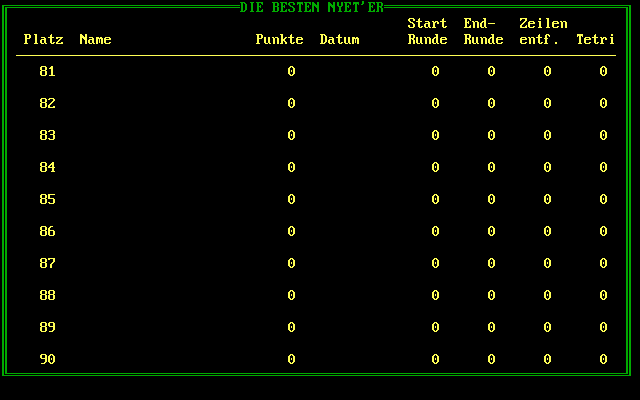 DIE BESTEN NYET'ER
Start End- Zeilen
Platz Name Punkte Datum Runde Runde entf. Tetri
81 0 0 0 0 0
82 0 0 0 0 0
83 0 0 0 0 0
84 0 0 0 0 0
85 0 0 0 0 0
86 0 0 0 0 0
87 0 0 0 0 0
88 0 0 0 0 0
89 0 0 0 0 0
90 0 0 0 0 0